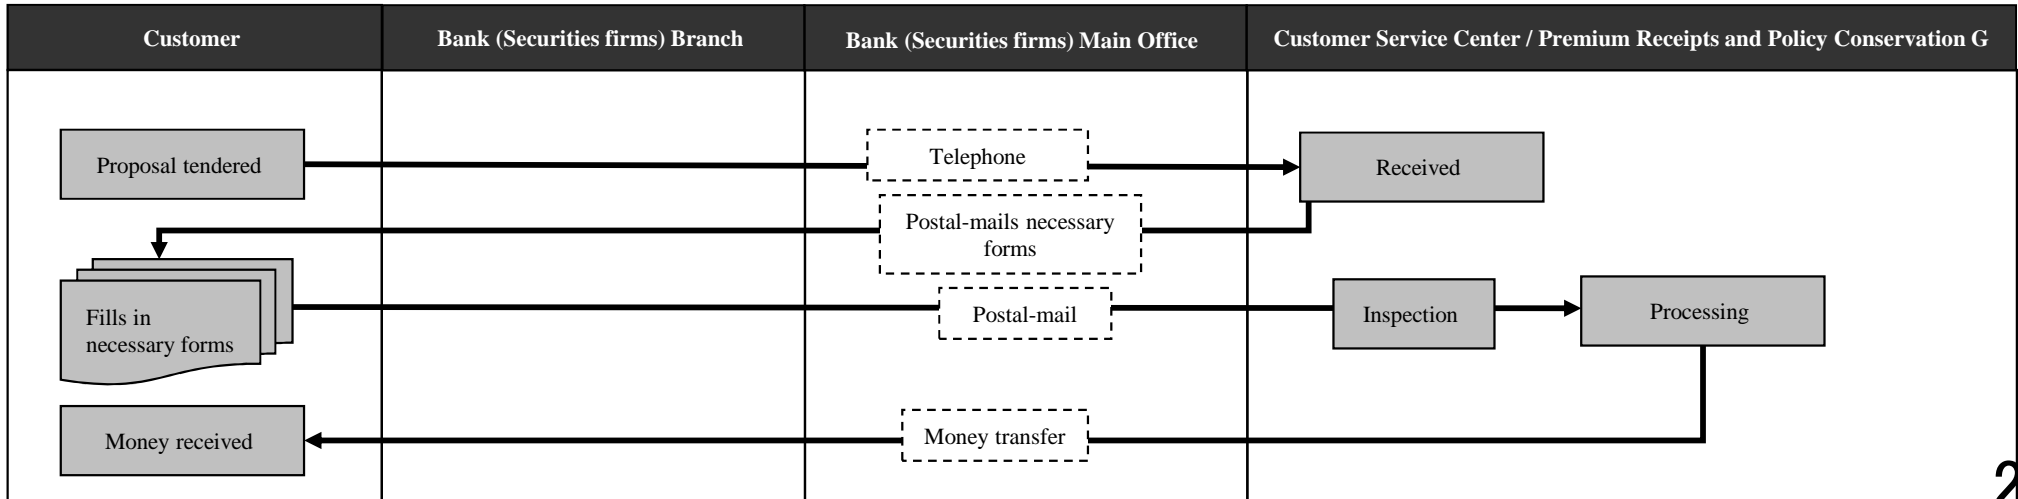 Customer
Bank (Securities firms) Branch
Bank (Securities firms) Main Office
Customer Service Center / Premium Receipts and Policy Conservation G
Proposal tendered
Telephone
Received
Postal-mails necessary
forms
Fills in
necessary forms
Postal-mail
Inspection
Processing
Money received
Money transfer
2